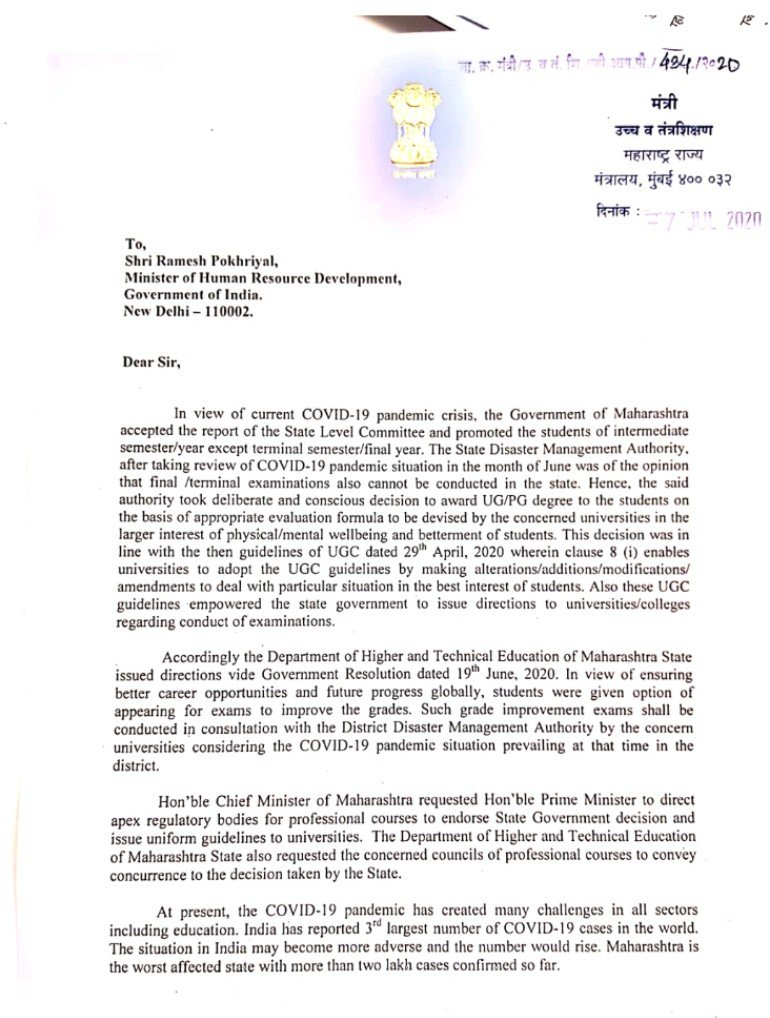 जा. क्र. मंत्री/उ. व तं. शि./व्ही आय.पी./434/2020
मंत्री
उच्च व तंत्रशिक्षण
महाराष्ट्र राज्य
मंत्रालय, मुंबई ४०० ०३२
दिनांक : 7 JUL 2020
To,
Shri Ramesh Pokhriyal,
Minister of Human Resource Development,
Government of India.
New Delhi – 110002.
Dear Sir,
In view of current COVID-19 pandemic crisis, the Government of Maharashtra
accepted the report of the State Level Committee and promoted the students of intermediate
semester/year except terminal semester/final year. The State Disaster Management Authority,
after taking review of COVID-19 pandemic situation in the month of June was of the opinion
that final /terminal examinations also cannot be conducted in the state. Hence, the said
authority took deliberate and conscious decision to award UG/PG degree to the students on
the basis of appropriate evaluation formula to be devised by the concerned universities in the
larger interest of physical/mental wellbeing and betterment of students. This decision was in
line with the then guidelines of UGC dated 29th April, 2020 wherein clause 8 (i) enables
universities to adopt the UGC guidelines by making alterations/additions/modifications/
amendments to deal with particular situation in the best interest of students. Also these UGC
guidelines empowered the state government to issue directions to universities/colleges
regarding conduct of examinations.
Accordingly the Department of Higher and Technical Education of Maharashtra State
issued directions vide Government Resolution dated 19th June, 2020. In view of ensuring
better career opportunities and future progress globally, students were given option of
appearing for exams to improve the grades. Such grade improvement exams shall be
conducted in consultation with the District Disaster Management Authority by the concern
universities considering the COVID-19 pandemic situation prevailing at that time in the
district.
Hon'ble Chief Minister of Maharashtra requested Hon'ble Prime Minister to direct
apex regulatory bodies for professional courses to endorse State Government decision and
issue uniform guidelines to universities. The Department of Higher and Technical Education
of Maharashtra State also requested the concerned councils of professional courses to convey
concurrence to the decision taken by the State.
At present, the COVID-19 pandemic has created many challenges in all sectors
including education. India has reported 3rd largest number of COVID-19 cases in the world.
The situation in India may become more adverse and the number would rise. Maharashtra is
the worst affected state with more than two lakh cases confirmed so far.